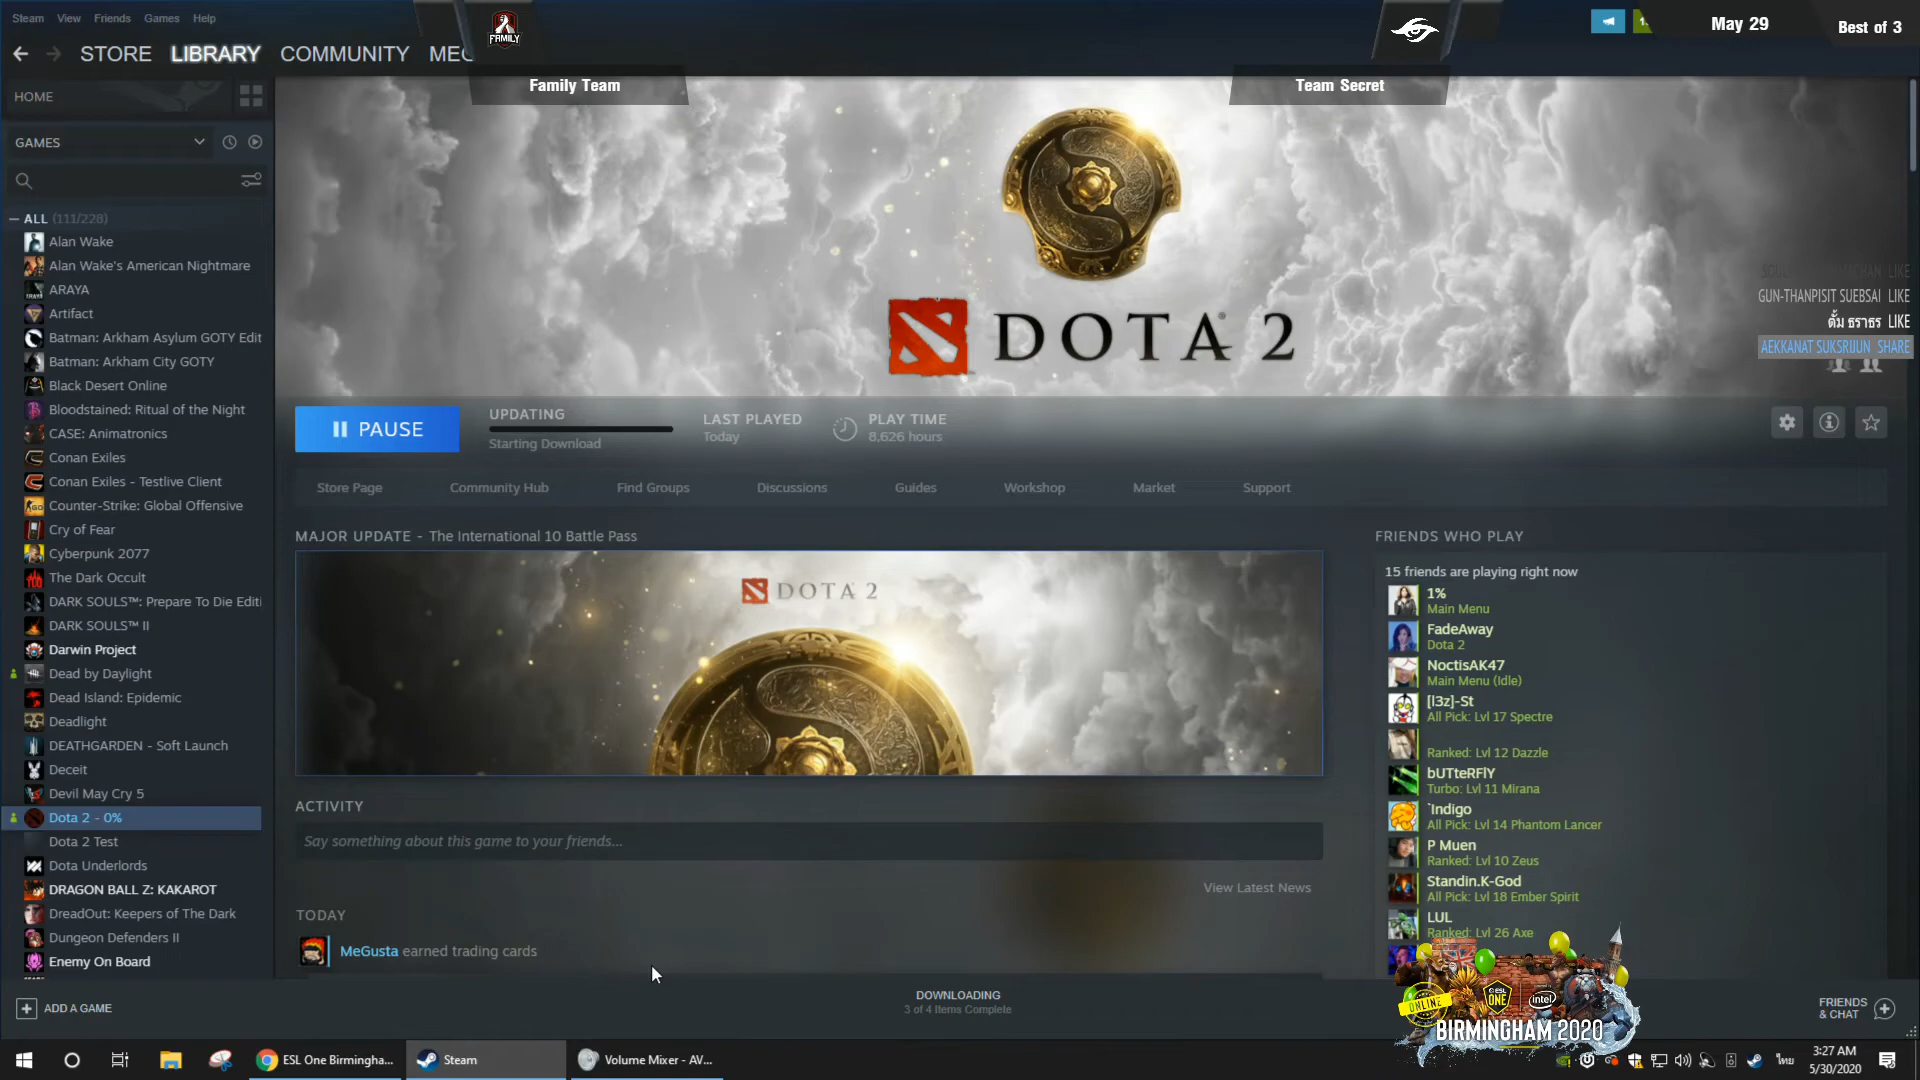 Steam View Friends Games Help
FAMILY
May 29
Best of 3
STORE LIBRARY COMMUNITY
Family Team
Team Secret
HOME
GAMES
ALL (111/228)
Alan Wake
Alan Wake's American Nightmare
ARAYA
Artifact
Batman: Arkham Asylum GOTY Edit
Batman: Arkham City GOTY
Black Desert Online
Bloodstained: Ritual of the Night
CASE: Animatronics
Conan Exiles
Conan Exiles - Testlive Client
Counter-Strike: Global Offensive
Cry of Fear
Cyberpunk 2077
The Dark Occult
DARK SOULS™: Prepare To Die Editi
DARK SOULS™ II
Darwin Project
Dead by Daylight
Dead Island: Epidemic
Deadlight
DEATHGARDEN - Soft Launch
Deceit
Devil May Cry 5
Dota 2 - 0%
Dota 2 Test
Dota Underlords
DRAGON BALL Z: KAKAROT
DreadOut: Keepers of The Dark
Dungeon Defenders II
Enemy On Board
ADD A GAME
DOTA 2
LIKE
GUN-THANPISIT SUEBSAI LIKE
ตั้ม ธราธร LIKE
AEKKANAT SUKSRIJUN SHARE
PAUSE
UPDATING
Starting Download
LAST PLAYED
Today
PLAY TIME
8,626 hours
Store Page Community Hub Find Groups Discussions Guides Workshop Market Support
MAJOR UPDATE - The International 10 Battle Pass
DOTA 2
ACTIVITY
Say something about this game to your friends...
View Latest News
TODAY
MeGusta earned trading cards
FRIENDS WHO PLAY
15 friends are playing right now
1%
Main Menu
FadeAway
Dota 2
NoctisAK47
Main Menu (Idle)
[l3z]-St
All Pick: Lvl 17 Spectre
Ranked: Lvl 12 Dazzle
bUTteRFlY
Turbo: Lvl 11 Mirana
`Indigo
All Pick: Lvl 14 Phantom Lancer
P Muen
Ranked: Lvl 10 Zeus
Standin.K-God
All Pick: Lvl 18 Ember Spirit
LUL
Ranked: Lvl 26 Axe
DOWNLOADING
3 of 4 Items Complete
ONLINE
ESL ONE
intel
BIRMINGHAM 2020
FRIENDS
& CHAT
ESL One Birmingha...
Steam
Volume Mixer - AV...
ไทย
3:27 AM
5/30/2020